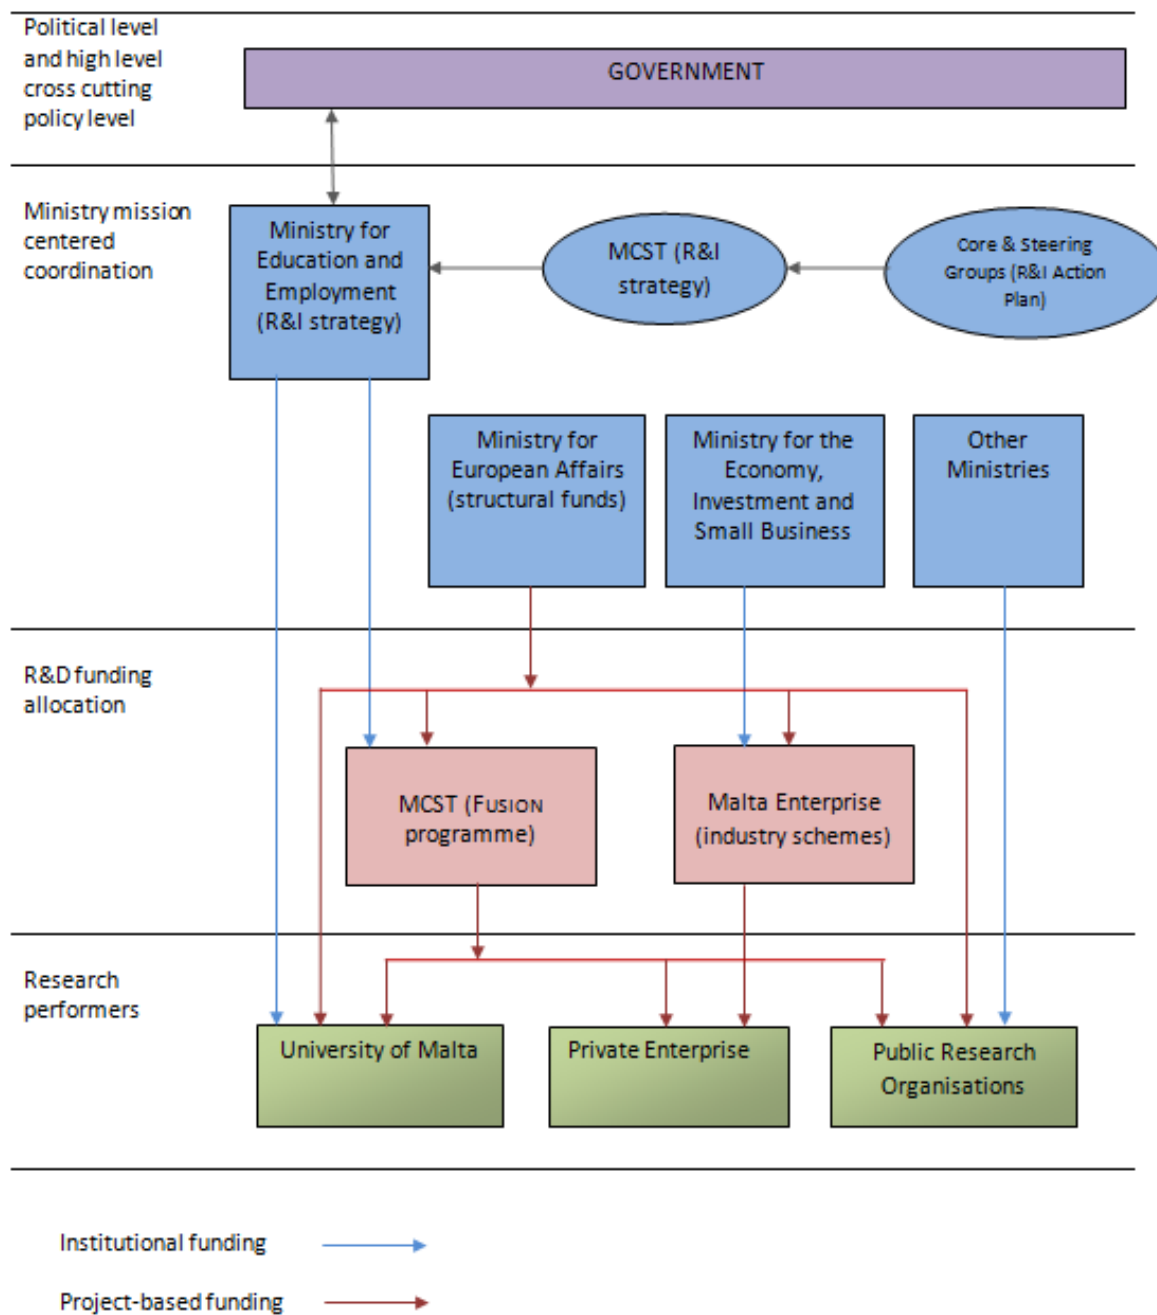 Political level
and high level
cross cutting
policy level
GOVERNMENT
Ministry mission
centered
coordination
Ministry for
Education and
Employment
(R&I strategy)
MCST (R&I
strategy)
Core & Steering
Groups (R&I Action
Plan)
Ministry for
European Affairs
(structural funds)
Ministry for the
Economy,
Investment and
Small Business
Other
Ministries
R&D funding
allocation
MCST (FUSION
programme)
Malta Enterprise
(industry schemes)
Research
performers
University of Malta
Private Enterprise
Public Research
Organisations
Institutional funding
Project-based funding